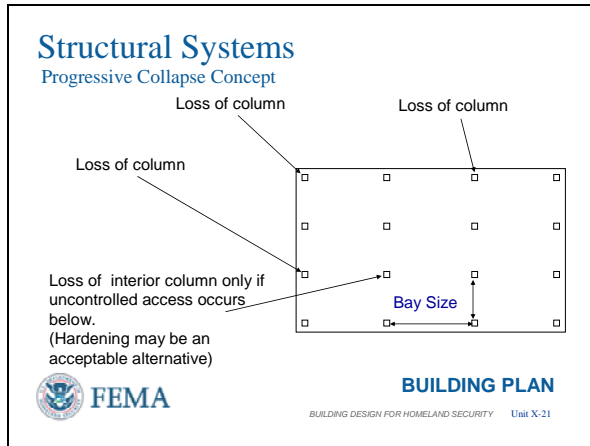 Structural Systems
Progressive Collapse Concept
Loss of column
Loss of column
Loss of column
Loss of interior column only if
uncontrolled access occurs
below.
(Hardening may be an
acceptable alternative)
Bay Size
FEMA
BUILDING PLAN
BUILDING DESIGN FOR HOMELAND SECURITY Unit X-21